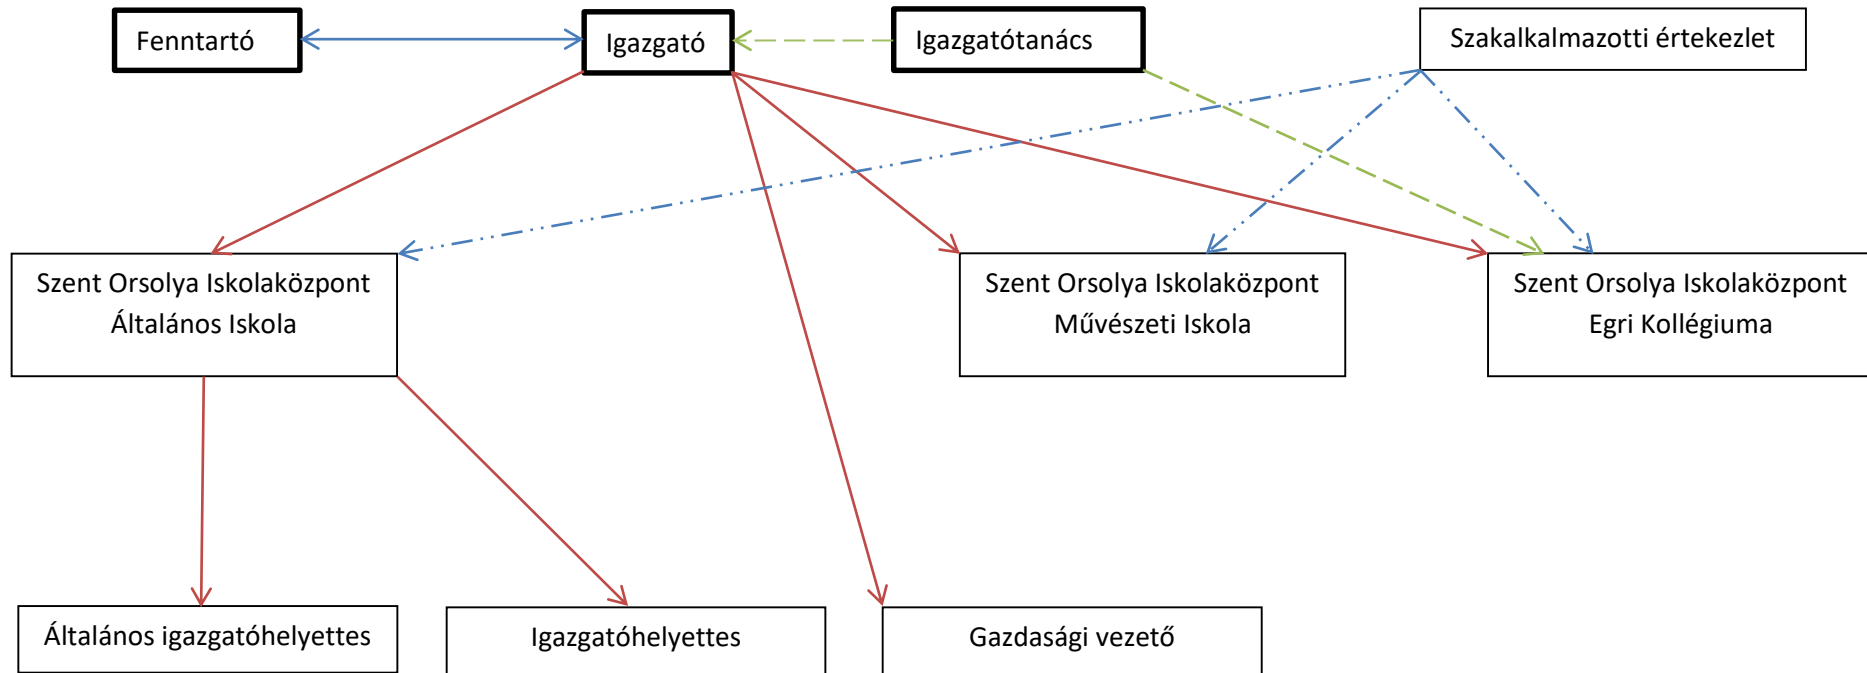 Fenntartó
Igazgató
Igazgatótanács
Szakalkalmazotti értekezlet
Szent Orsolya Iskolaközpont
Általános Iskola
Szent Orsolya Iskolaközpont
Művészeti Iskola
Szent Orsolya Iskolaközpont
Egri Kollégiuma
Általános igazgatóhelyettes
Igazgatóhelyettes
Gazdasági vezető